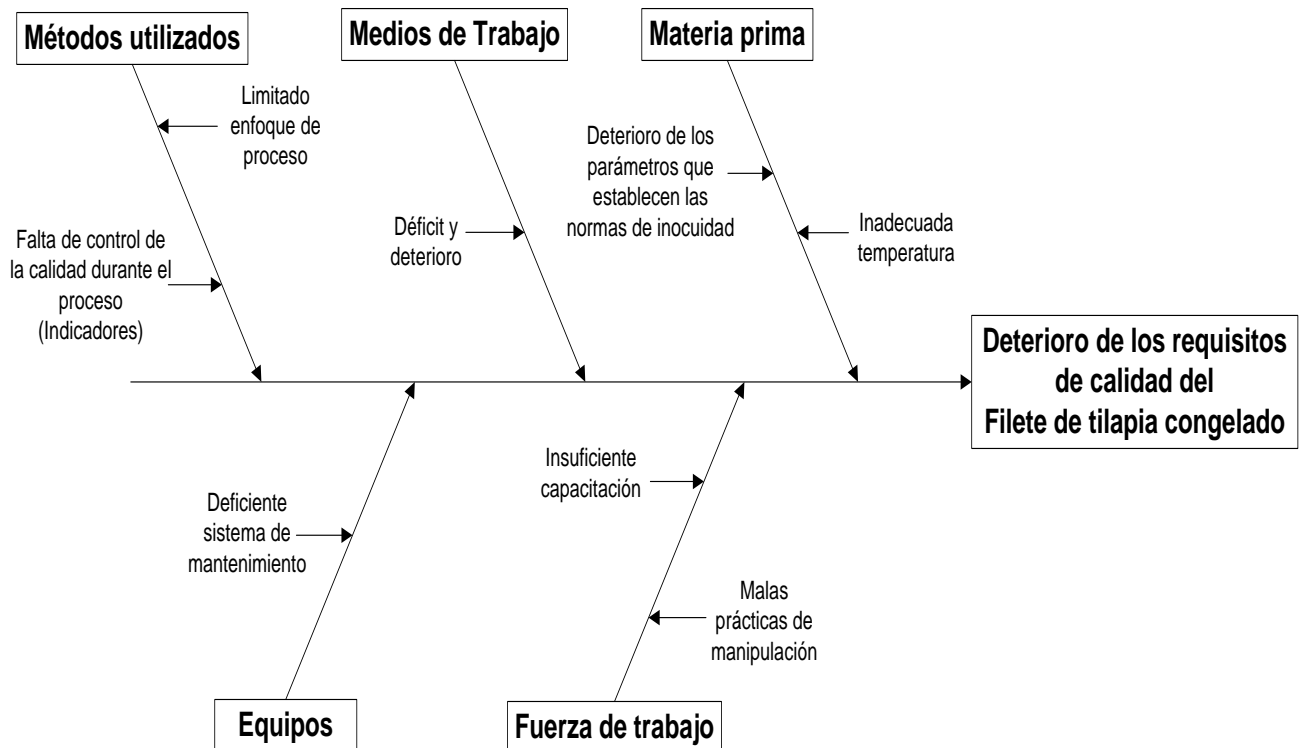 Métodos utilizados
Medios de Trabajo
Materia prima
Limitado
enfoque de
proceso
Falta de control de
la calidad durante el
proceso
(Indicadores)
Déficit y
deterioro
Deterioro de los
parámetros que
establecen las
normas de inocuidad
Inadecuada
temperatura
Deterioro de los requisitos
de calidad del
Filete de tilapia congelado
Deficiente
sistema de
mantenimiento
Insuficiente
capacitación
Malas
prácticas de
manipulación
Equipos
Fuerza de trabajo